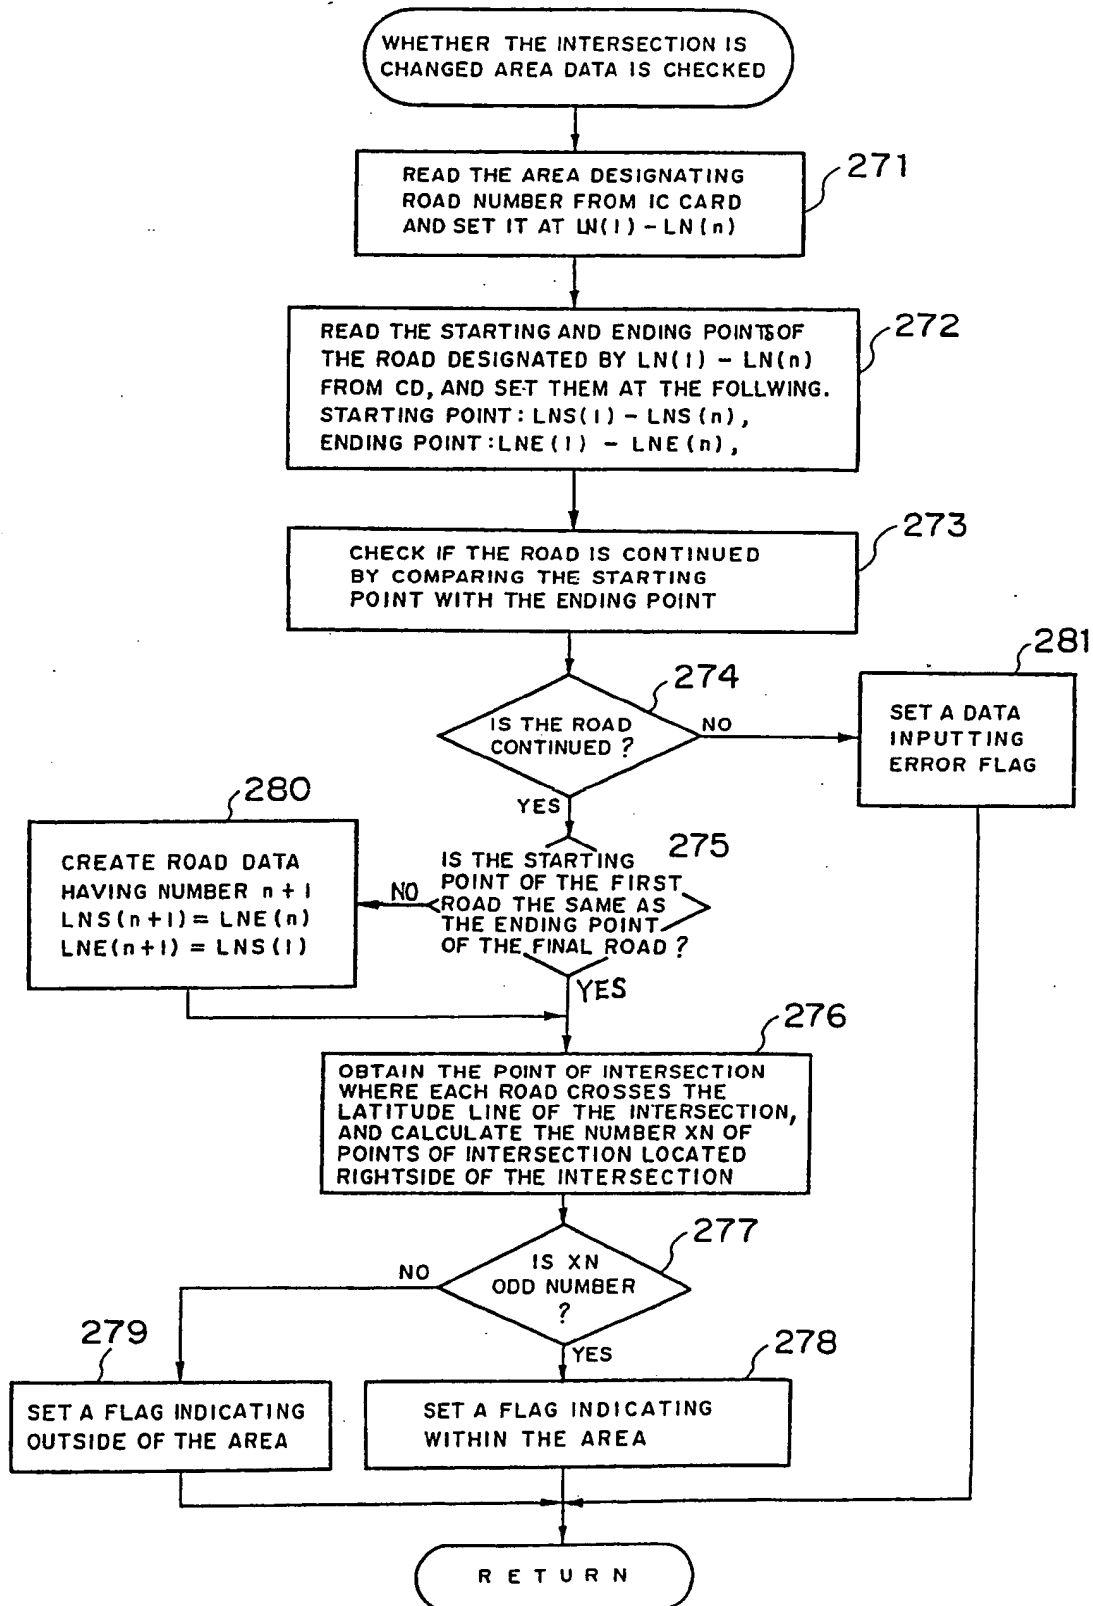 WHETHER THE INTERSECTION IS
CHANGED AREA DATA IS CHECKED
271
READ THE AREA DESIGNATING
ROAD NUMBER FROM IC CARD
AND SET IT AT LN(1) - LN(n)
272
READ THE STARTING AND ENDING POINTS OF
THE ROAD DESIGNATED BY LN(1) - LN(n)
FROM CD, AND SET THEM AT THE FOLLWING.
STARTING POINT: LNS(1) - LNS(n),
ENDING POINT: LNE(1) - LNE(n),
273
CHECK IF THE ROAD IS CONTINUED
BY COMPARING THE STARTING
POINT WITH THE ENDING POINT
274
IS THE ROAD
CONTINUED ?
NO
281
SET A DATA
INPUTTING
ERROR FLAG
YES
280
CREATE ROAD DATA
HAVING NUMBER n+1
LNS(n+1) = LNE(n)
LNE(n+1) = LNS(1)
NO
275
IS THE STARTING
POINT OF THE FIRST
ROAD THE SAME AS
THE ENDING POINT
OF THE FINAL ROAD ?
YES
276
OBTAIN THE POINT OF INTERSECTION
WHERE EACH ROAD CROSSES THE
LATITUDE LINE OF THE INTERSECTION,
AND CALCULATE THE NUMBER XN OF
POINTS OF INTERSECTION LOCATED
RIGHTSIDE OF THE INTERSECTION
277
IS XN
ODD NUMBER
?
NO
YES
279
SET A FLAG INDICATING
OUTSIDE OF THE AREA
278
SET A FLAG INDICATING
WITHIN THE AREA
RETURN